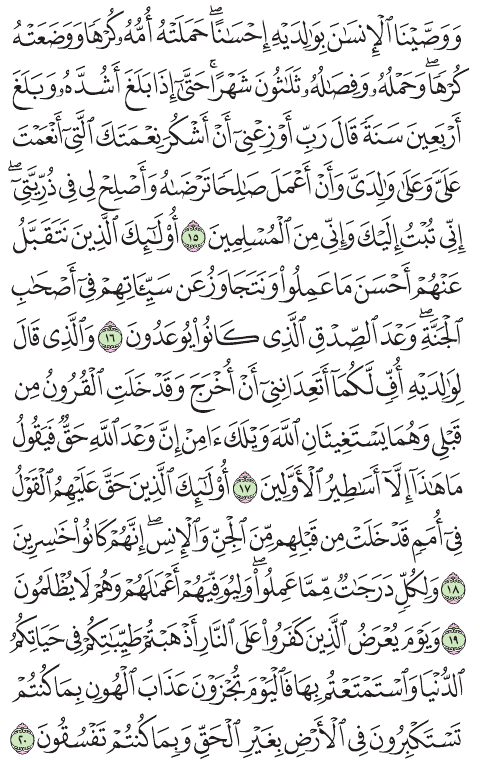 وَوَصَّيْنَا ٱلْإِنسَٰنَ بِوَٰلِدَيْهِ إِحْسَٰنًا ۖ حَمَلَتْهُ أُمُّهُۥ كُرْهًا وَوَضَعَتْهُ
كُرْهًا ۖ وَحَمْلُهُۥ وَفِصَٰلُهُۥ ثَلَٰثُونَ شَهْرًا ۚ حَتَّىٰٓ إِذَا بَلَغَ أَشُدَّهُۥ وَبَلَغَ
أَرْبَعِينَ سَنَةً قَالَ رَبِّ أَوْزِعْنِىٓ أَنْ أَشْكُرَ نِعْمَتَكَ ٱلَّتِىٓ أَنْعَمْتَ
عَلَىَّ وَعَلَىٰ وَٰلِدَىَّ وَأَنْ أَعْمَلَ صَٰلِحًا تَرْضَىٰهُ وَأَصْلِحْ لِى فِى ذُرِّيَّتِىٓ ۖ
إِنِّى تُبْتُ إِلَيْكَ وَإِنِّى مِنَ ٱلْمُسْلِمِينَ ١٥ أُو۟لَٰٓئِكَ ٱلَّذِينَ نَتَقَبَّلُ
عَنْهُمْ أَحْسَنَ مَا عَمِلُوا۟ وَنَتَجَاوَزُ عَن سَيِّـَٔاتِهِمْ فِىٓ أَصْحَٰبِ
ٱلْجَنَّةِ ۖ وَعْدَ ٱلصِّدْقِ ٱلَّذِى كَانُوا۟ يُوعَدُونَ ١٦ وَٱلَّذِى قَالَ
لِوَٰلِدَيْهِ أُفٍّ لَّكُمَآ أَتَعِدَانِنِىٓ أَنْ أُخْرَجَ وَقَدْ خَلَتِ ٱلْقُرُونُ مِن
قَبْلِى وَهُمَا يَسْتَغِيثَانِ ٱللَّهَ وَيْلَكَ ءَامِنْ إِنَّ وَعْدَ ٱللَّهِ حَقٌّ فَيَقُولُ
مَا هَٰذَآ إِلَّآ أَسَٰطِيرُ ٱلْأَوَّلِينَ ١٧ أُو۟لَٰٓئِكَ ٱلَّذِينَ حَقَّ عَلَيْهِمُ ٱلْقَوْلُ
فِىٓ أُمَمٍ قَدْ خَلَتْ مِن قَبْلِهِم مِّنَ ٱلْجِنِّ وَٱلْإِنسِ ۖ إِنَّهُمْ كَانُوا۟ خَٰسِرِينَ
١٨ وَلِكُلٍّ دَرَجَٰتٌ مِّمَّا عَمِلُوا۟ ۖ وَلِيُوَفِّيَهُمْ أَعْمَٰلَهُمْ وَهُمْ لَا يُظْلَمُونَ
١٩ وَيَوْمَ يُعْرَضُ ٱلَّذِينَ كَفَرُوا۟ عَلَى ٱلنَّارِ أَذْهَبْتُمْ طَيِّبَٰتِكُمْ فِى حَيَاتِكُمُ
ٱلدُّنْيَا وَٱسْتَمْتَعْتُم بِهَا فَٱلْيَوْمَ تُجْزَوْنَ عَذَابَ ٱلْهُونِ بِمَا كُنتُمْ
تَسْتَكْبِرُونَ فِى ٱلْأَرْضِ بِغَيْرِ ٱلْحَقِّ وَبِمَا كُنتُمْ تَفْسُقُونَ ٢٠